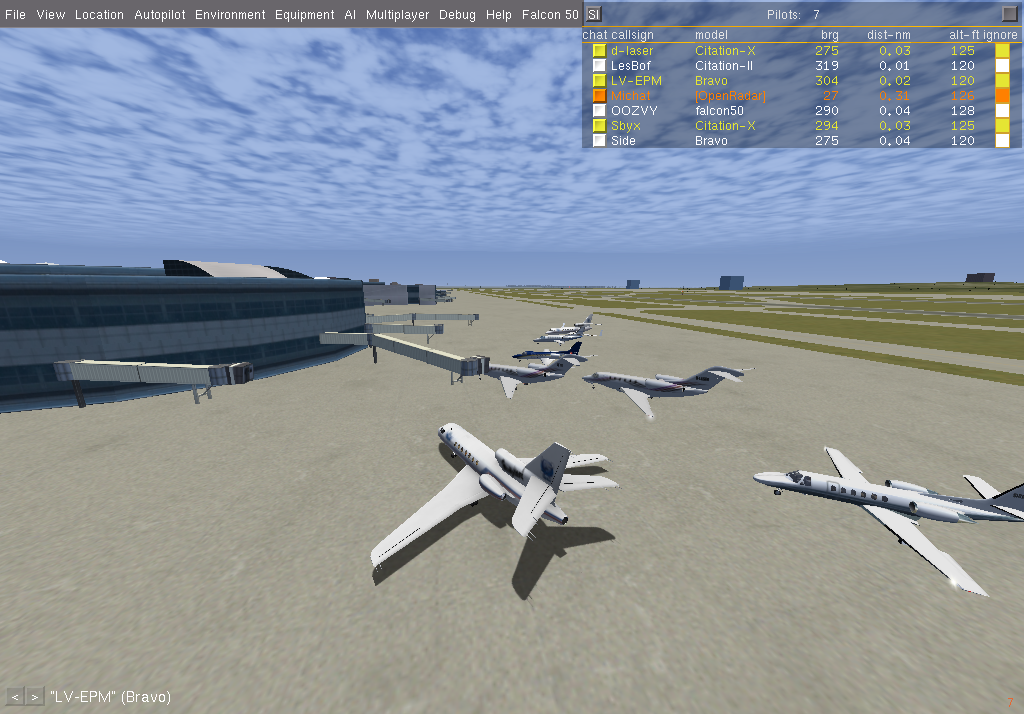 File View Location Autopilot Environment Equipment AI Multiplayer Debug Help Falcon 50 SI Pilots: 7
chat callsign model brg dist-nm alt-ft ignore
d-laser Citation-X 275 0.03 125
LesBof Citation-II 319 0.01 120
LV-EPM Bravo 304 0.02 120
Michat [OpenRadar] 27 0.31 126
OOZVY falcon50 290 0.04 128
Sbyx Citation-X 294 0.03 125
Side Bravo 275 0.04 120
< > "LV-EPM" (Bravo)
7